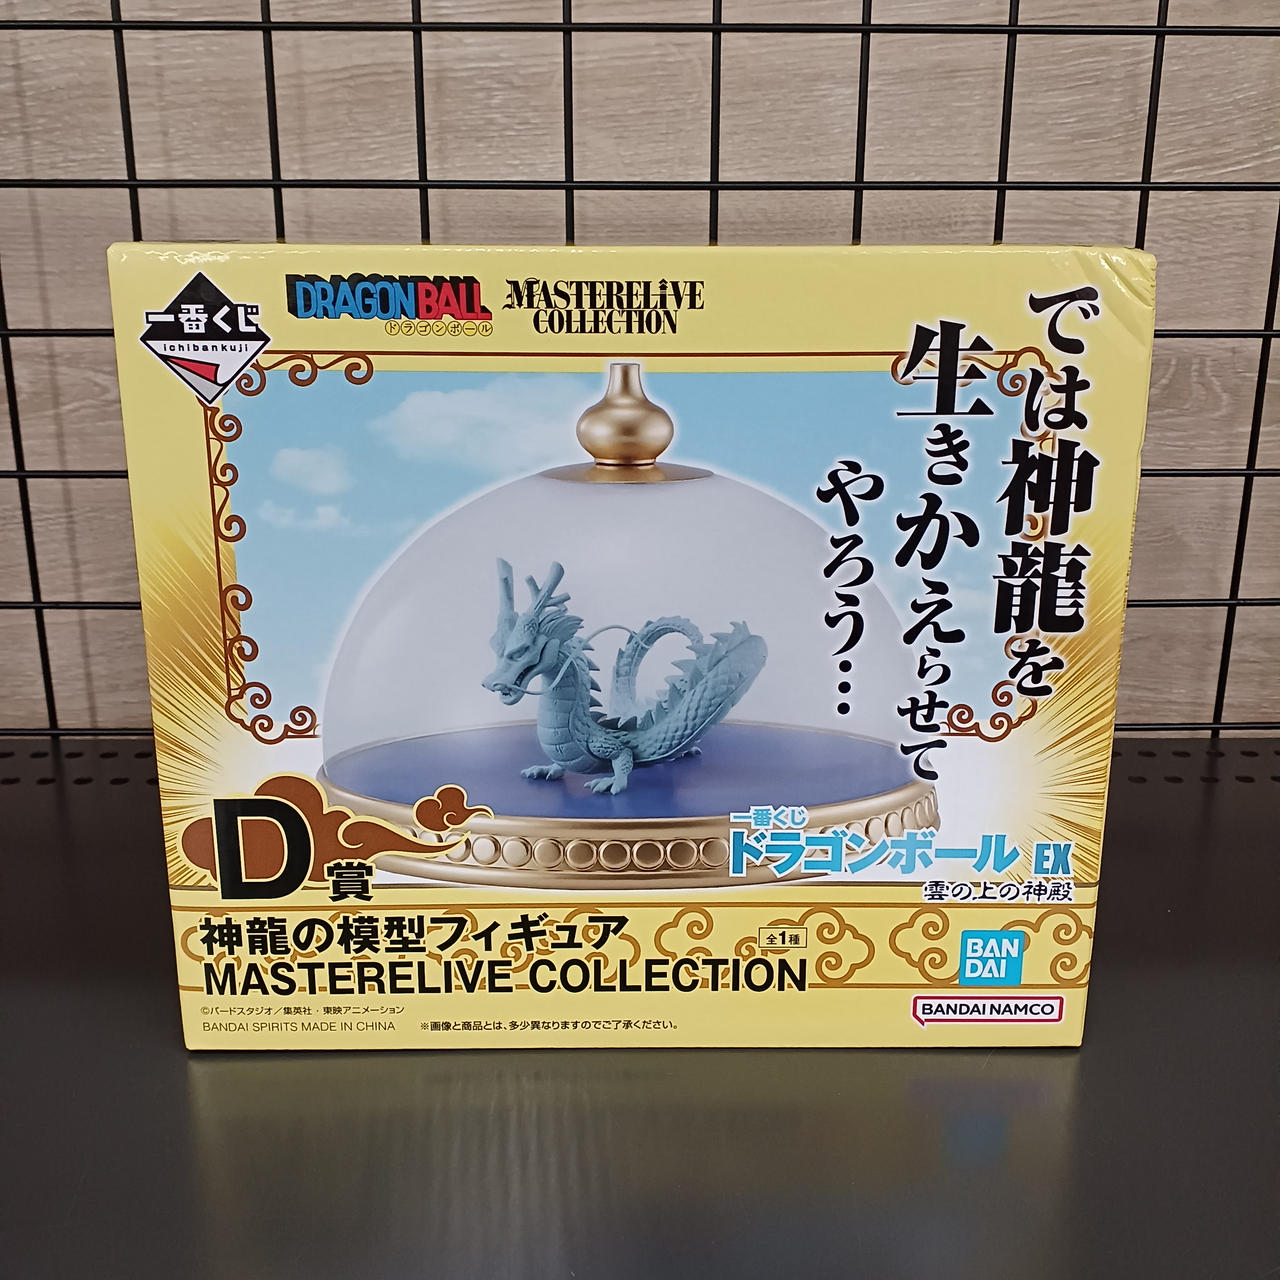 一番くじ
ichibankuji
DRAGON BALL
ドラゴンボール
MASTERELIVE
COLLECTION
では神龍を
生きかえらせて
やろう…
D賞
一番くじ
ドラゴンボール EX
雲の上の神殿
神龍の模型フィギュア
全1種
MASTERELIVE COLLECTION
BAN
DAI
©バードスタジオ／集英社・東映アニメーション
BANDAI SPIRITS MADE IN CHINA
※画像と商品とは、多少異なりますのでご了承ください。
BANDAI NAMCO